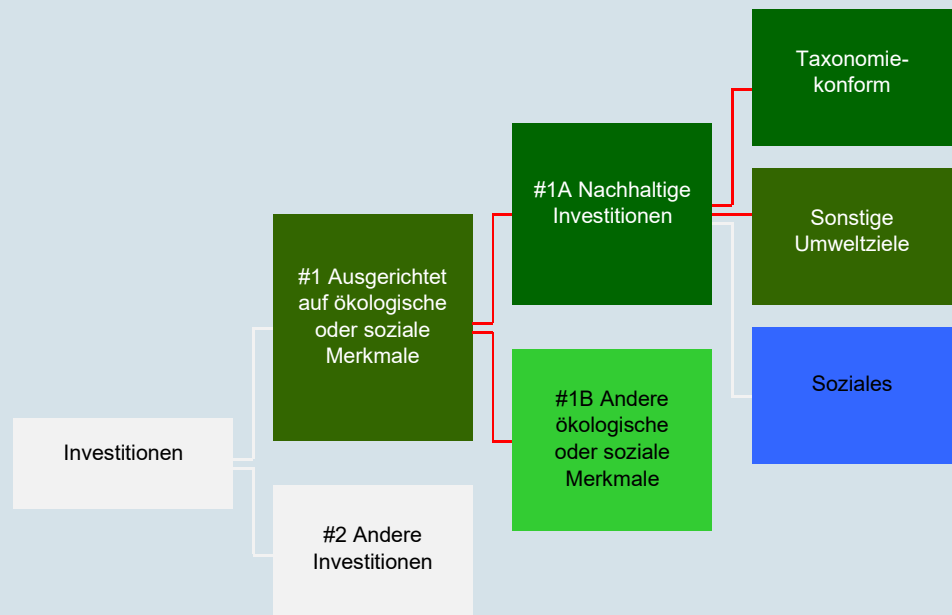 Taxonomie-
konform
#1A Nachhaltige
Investitionen
Sonstige
Umweltziele
#1 Ausgerichtet
auf ökologische
oder soziale
Merkmale
Soziales
#1B Andere
ökologische
oder soziale
Merkmale
Investitionen
#2 Andere
Investitionen